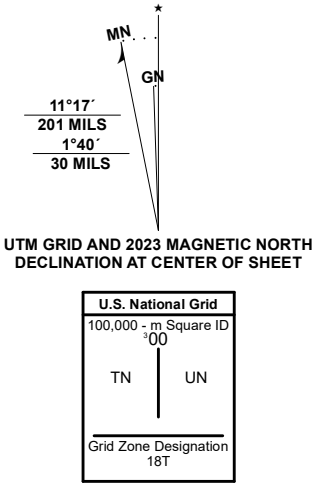 ★
MN
GN
11°17´
201 MILS
1°40´
30 MILS
UTM GRID AND 2023 MAGNETIC NORTH
DECLINATION AT CENTER OF SHEET
U.S. National Grid
100,000 - m Square ID
³00
TN UN
Grid Zone Designation
18T